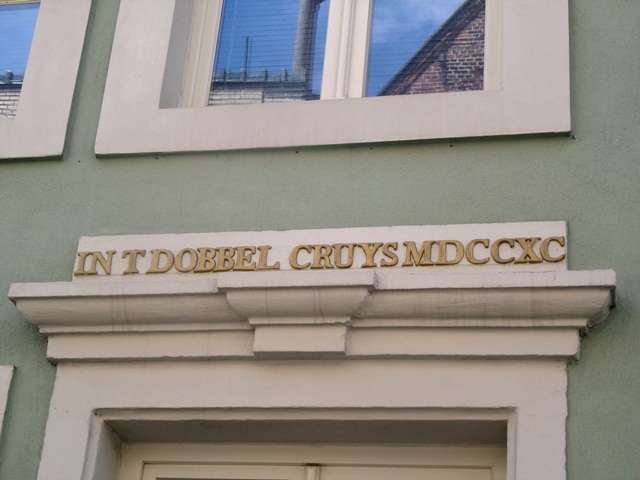 IN T DOBBEL CRUYS MDCCXC